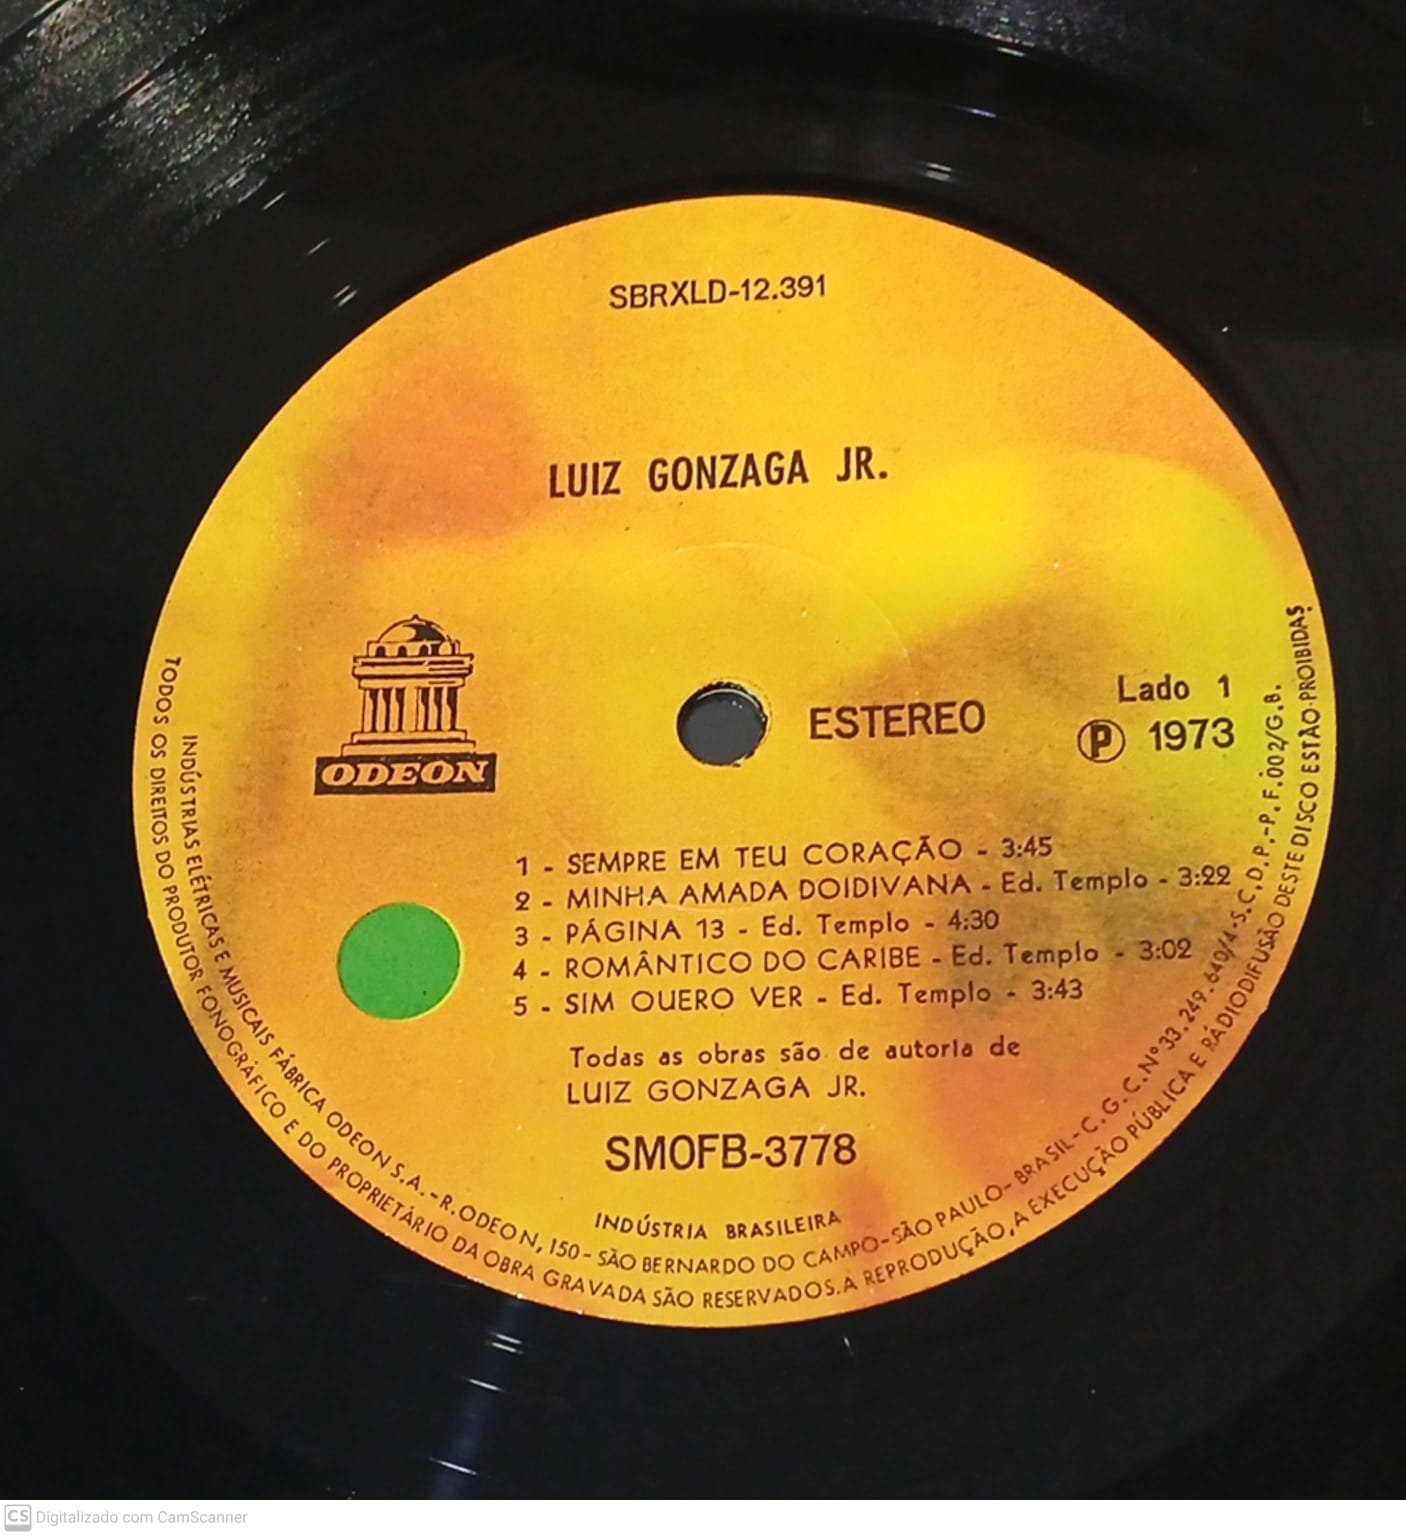 SBRXLD-12.391
LUIZ GONZAGA JR.
ODEON
ESTEREO
Lado 1
P 1973
1 - SEMPRE EM TEU CORAÇÃO - 3:45
2 - MINHA AMADA DOIDIVANA - Ed. Templo - 3:22
3 - PÁGINA 13 - Ed. Templo - 4:30
4 - ROMÂNTICO DO CARIBE - Ed. Templo - 3:02
5 - SIM QUERO VER - Ed. Templo - 3:43
Todas as obras são de autoria de
LUIZ GONZAGA JR.
SMOFB-3778
INDÚSTRIA BRASILEIRA
INDÚSTRIAS ELÉTRICAS E MUSICAIS FÁBRICA ODEON S.A. - R. ODEON, 150 - SÃO BERNARDO DO CAMPO - SÃO PAULO - BRASIL - C.G.C. Nº 33.249.640/4 - S.C.D.P. - P.F. 002/G.B.
TODOS OS DIREITOS DO PRODUTOR FONOGRÁFICO E DO PROPRIETÁRIO DA OBRA GRAVADA SÃO RESERVADOS. A REPRODUÇÃO, A EXECUÇÃO PÚBLICA E RADIODIFUSÃO DESTE DISCO ESTÃO PROIBIDAS
CS Digitalizado com CamScanner